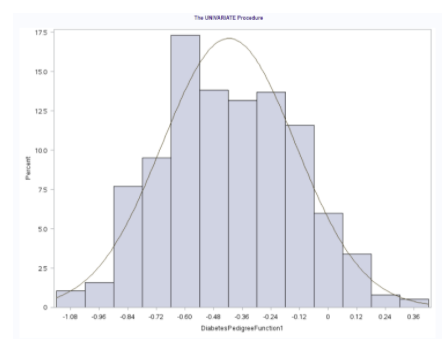 The UNIVARIATE Procedure
17.5
15.0
12.5
10.0
7.5
5.0
2.5
0
Percent
-1.08 -0.96 -0.84 -0.72 -0.60 -0.48 -0.36 -0.24 -0.12 0 0.12 0.24 0.36
DiabetesPedigreeFunction1